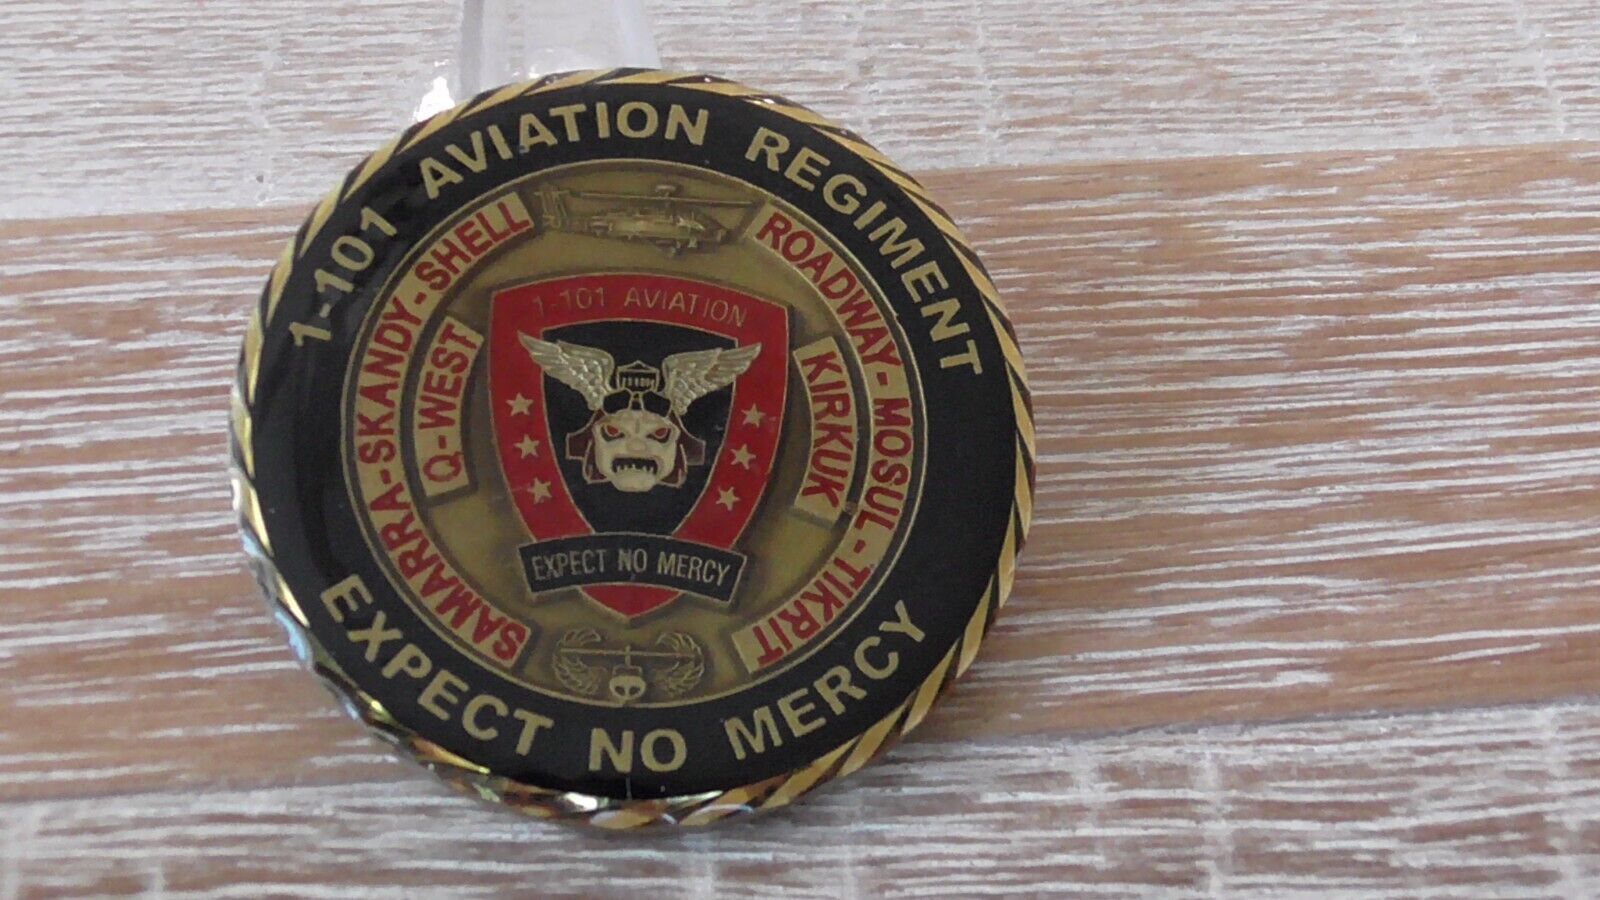 1-101 AVIATION REGIMENT
SAMARRA-SKANDY-SHELL
Q-WEST
ROADWAY-MOSUL-TIKRIT
KIRKUK
1-101 AVIATION
EXPECT NO MERCY
EXPECT NO MERCY